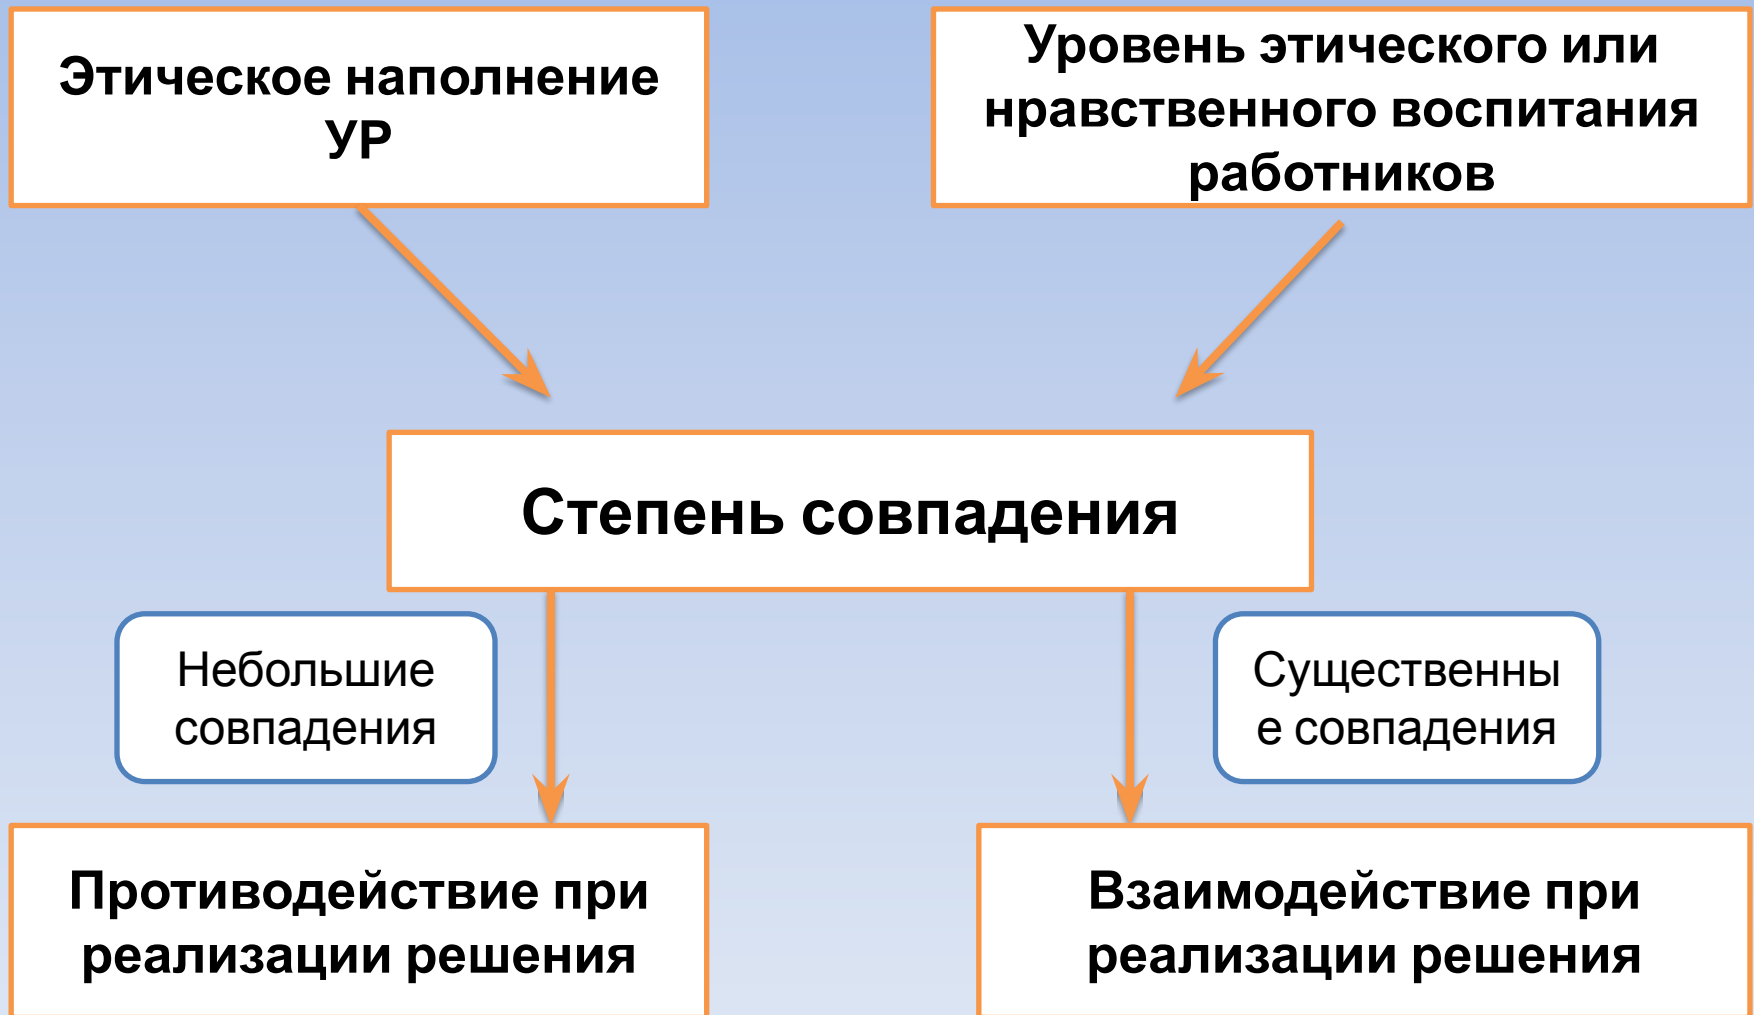 Этическое наполнение
УР
Уровень этического или
нравственного воспитания
работников
Степень совпадения
Небольшие
совпадения
Существенны
е совпадения
Противодействие при
реализации решения
Взаимодействие при
реализации решения